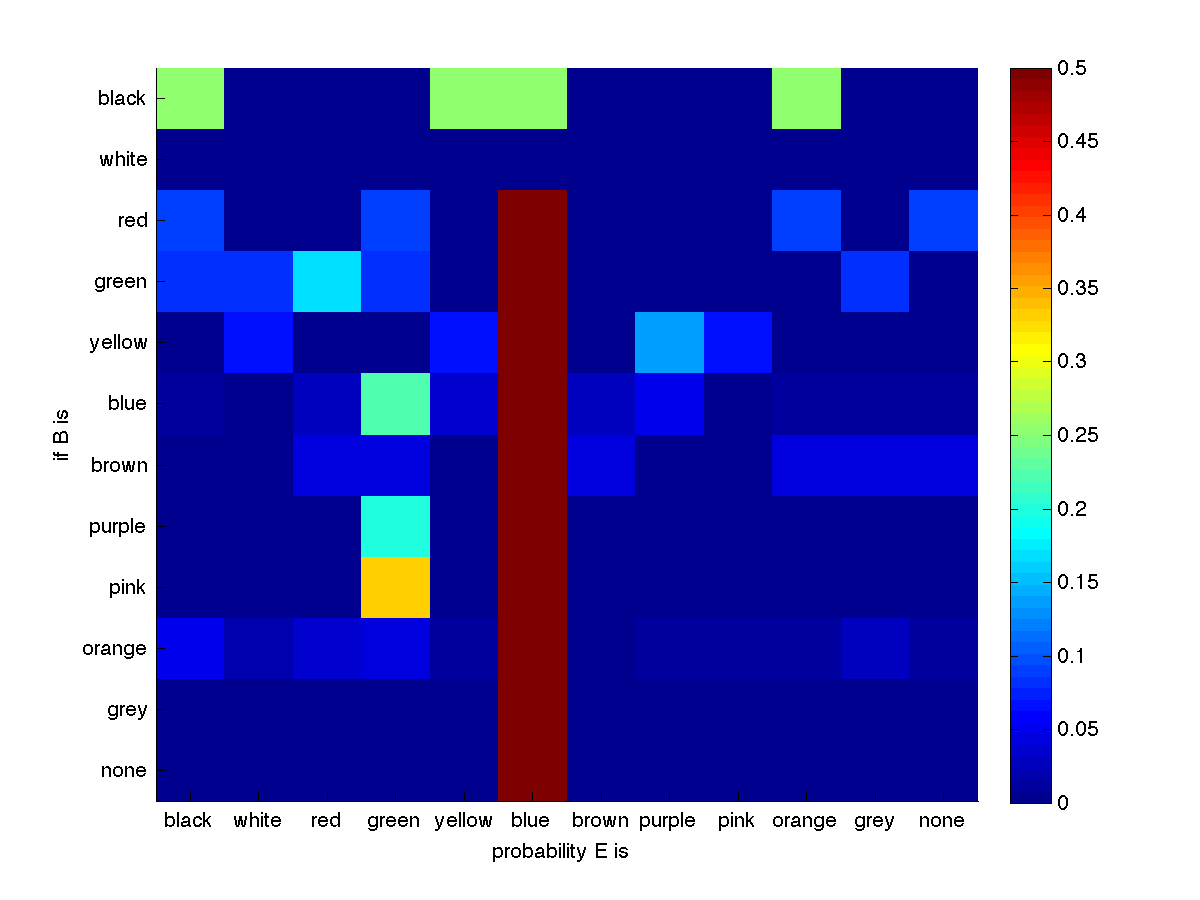 black
white
red
green
yellow
blue
brown
purple
pink
orange
grey
none
if B is
black white red green yellow blue brown purple pink orange grey none
probability E is
0.5
0.45
0.4
0.35
0.3
0.25
0.2
0.15
0.1
0.05
0